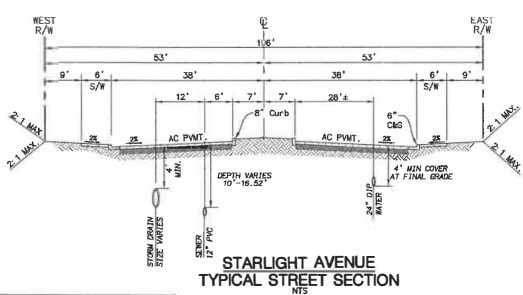 WEST
R/W
℄
EAST
R/W
106'
53' 53'
9' 6' 38' 38' 6' 9'
S/W S/W
12' 6' 7' 7' 28'±
8" Curb
6"
C&G
2:1 MAX.
2:1 MAX.
2% 2% AC PVMT. AC PVMT. 2% 2%
2:1 MAX.
2:1 MAX.
4' MIN.
DEPTH VARIES
10'-16.52'
4' MIN COVER
AT FINAL GRADE
STORM DRAIN
SIZE VARIES
SEWER
12" PVC
24" DIP
WATER
STARLIGHT AVENUE
TYPICAL STREET SECTION
NTS